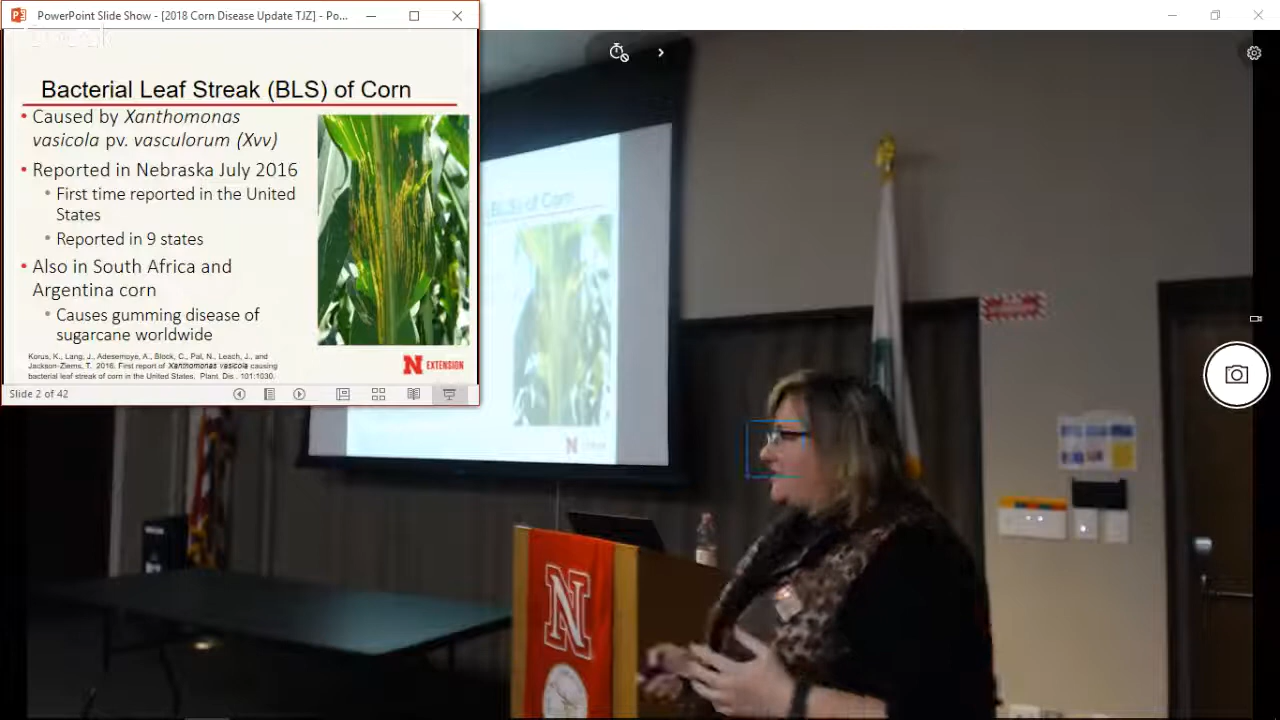 PowerPoint Slide Show - [2018 Corn Disease Update TJZ] - Po...
Bacterial Leaf Streak (BLS) of Corn
• Caused by Xanthomonas
vasicola pv. vasculorum (Xvv)
• Reported in Nebraska July 2016
• First time reported in the United
States
• Reported in 9 states
• Also in South Africa and
Argentina corn
• Causes gumming disease of
sugarcane worldwide
Korus, K., Lang, J., Adesemoye, A., Block, C., Pal, N., Leach, J., and
Jackson-Ziems, T. 2016. First report of Xanthomonas vasicola causing
bacterial leaf streak of corn in the United States. Plant. Dis.. 101:1030.
N EXTENSION
Slide 2 of 42
(BLS) of Corn
N
N